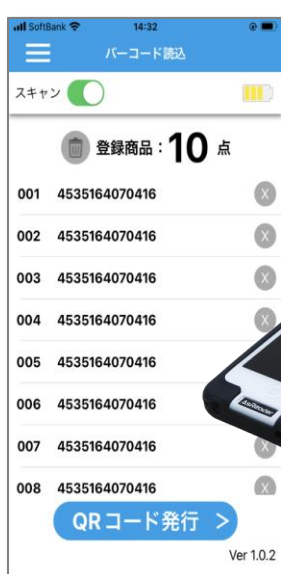 SoftBank 14:32
バーコード読込
スキャン
登録商品：10 点
001 4535164070416 X
002 4535164070416 X
003 4535164070416 X
004 4535164070416 X
005 4535164070416
006 4535164070416
007 4535164070416 X
008 4535164070416 X
AsReader
QRコード発行 >
Ver 1.0.2